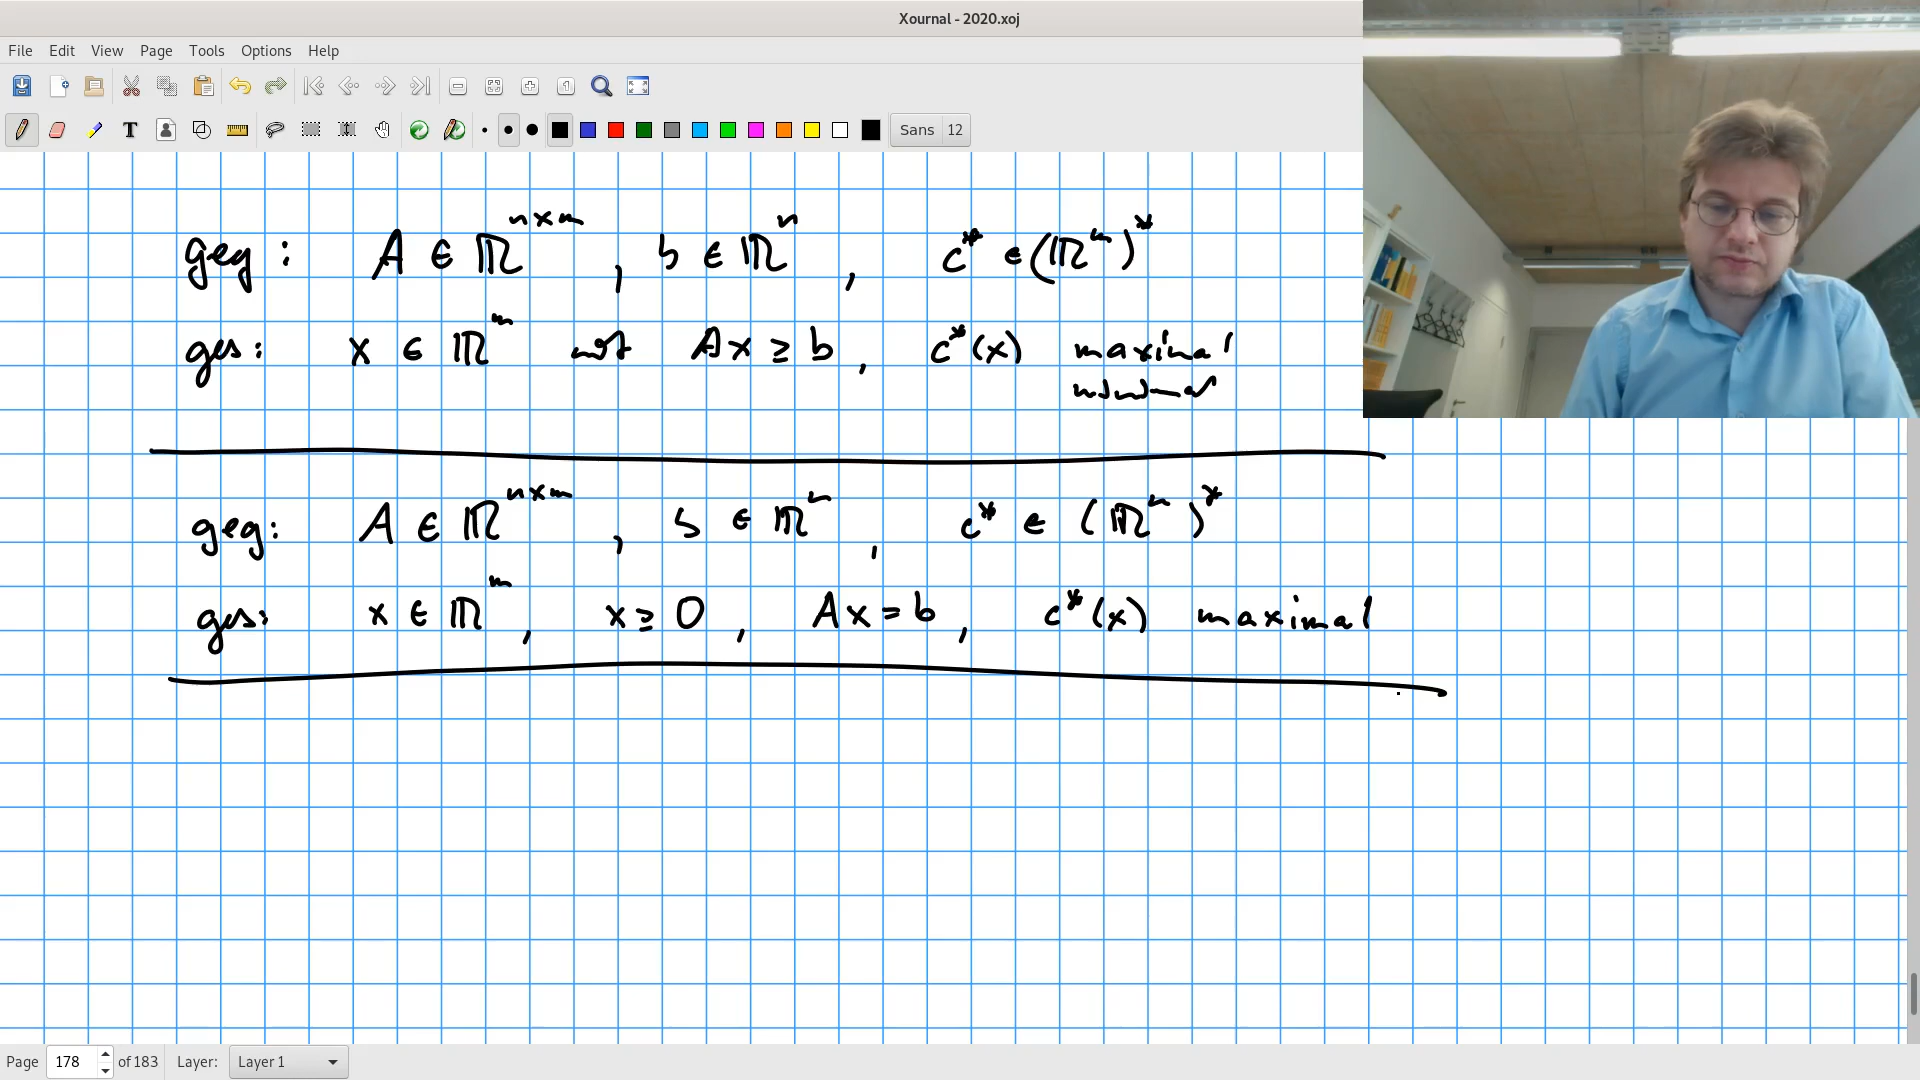 Xournal - 2020.xoj
File Edit View Page Tools Options Help
Sans 12
geg: A ∈ ℝ^{n×m}, b ∈ ℝ^n, c* ∈ (ℝ^m)*
ges: x ∈ ℝ^m mit Ax ≥ b, c*(x) maximal
minimal
geg: A ∈ ℝ^{n×m}, b ∈ ℝ^n, c* ∈ (ℝ^m)*
ges: x ∈ ℝ^m, x ≥ 0, Ax = b, c*(x) maximal
Page 178 of 183 Layer: Layer 1